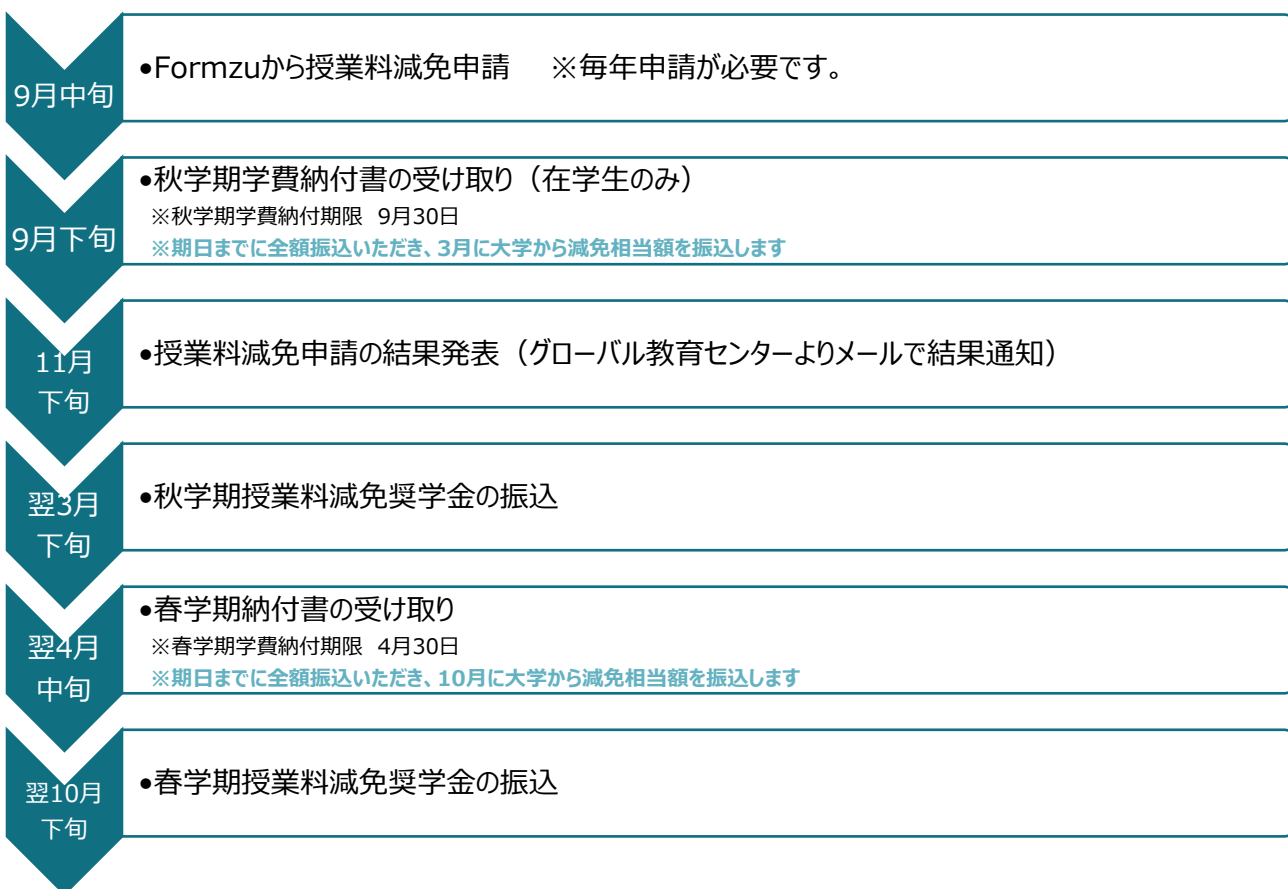 9月中旬
•Formzuから授業料減免申請　※毎年申請が必要です。
9月下旬
•秋学期学費納付書の受け取り（在学生のみ）
※秋学期学費納付期限 9月30日
※期日までに全額振込いただき、3月に大学から減免相当額を振込します
11月
下旬
•授業料減免申請の結果発表（グローバル教育センターよりメールで結果通知）
翌3月
下旬
•秋学期授業料減免奨学金の振込
翌4月
中旬
•春学期納付書の受け取り
※春学期学費納付期限 4月30日
※期日までに全額振込いただき、10月に大学から減免相当額を振込します
翌10月
下旬
•春学期授業料減免奨学金の振込